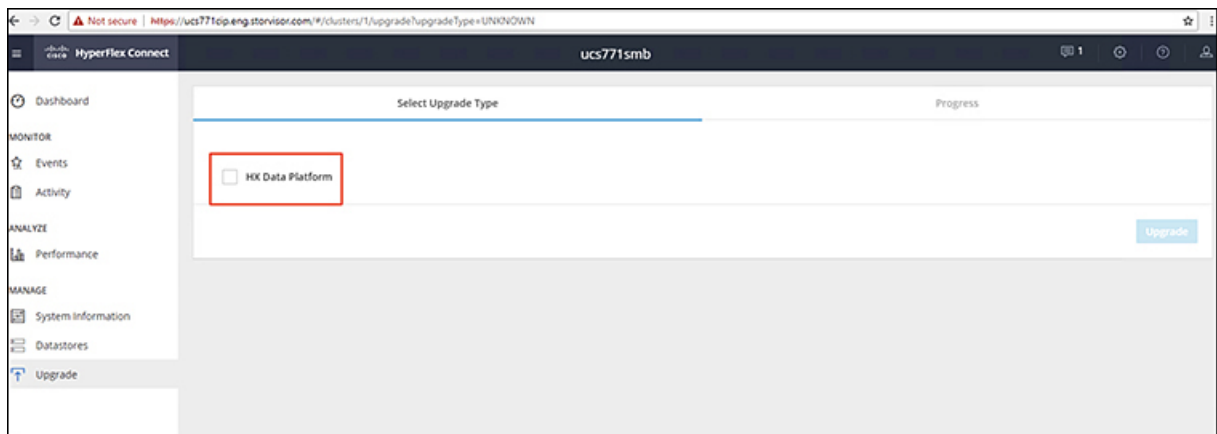 Not secure | https://ucs771cip.eng.storvisor.com/#/clusters/1/upgrade?upgradeType=UNKNOWN
cisco HyperFlex Connect
ucs771smb
1
Dashboard
Select Upgrade Type
Progress
MONITOR
Events
HX Data Platform
Activity
ANALYZE
Upgrade
Performance
MANAGE
System Information
Datastores
Upgrade